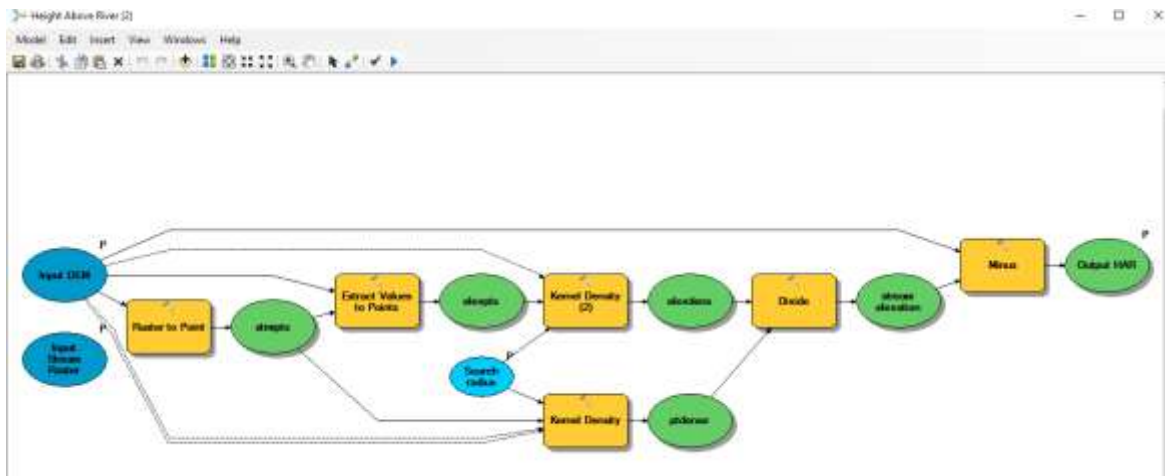 Height Above River (2)
Model Edit Insert View Windows Help
P
Input DEM
P
Input
Stream
Raster
Raster to Point
Extract Values
to Points
P
Search
radius
Kernel Density
(2)
Kernel Density
Divide
stream
elevation
Minus
P
Output HAR